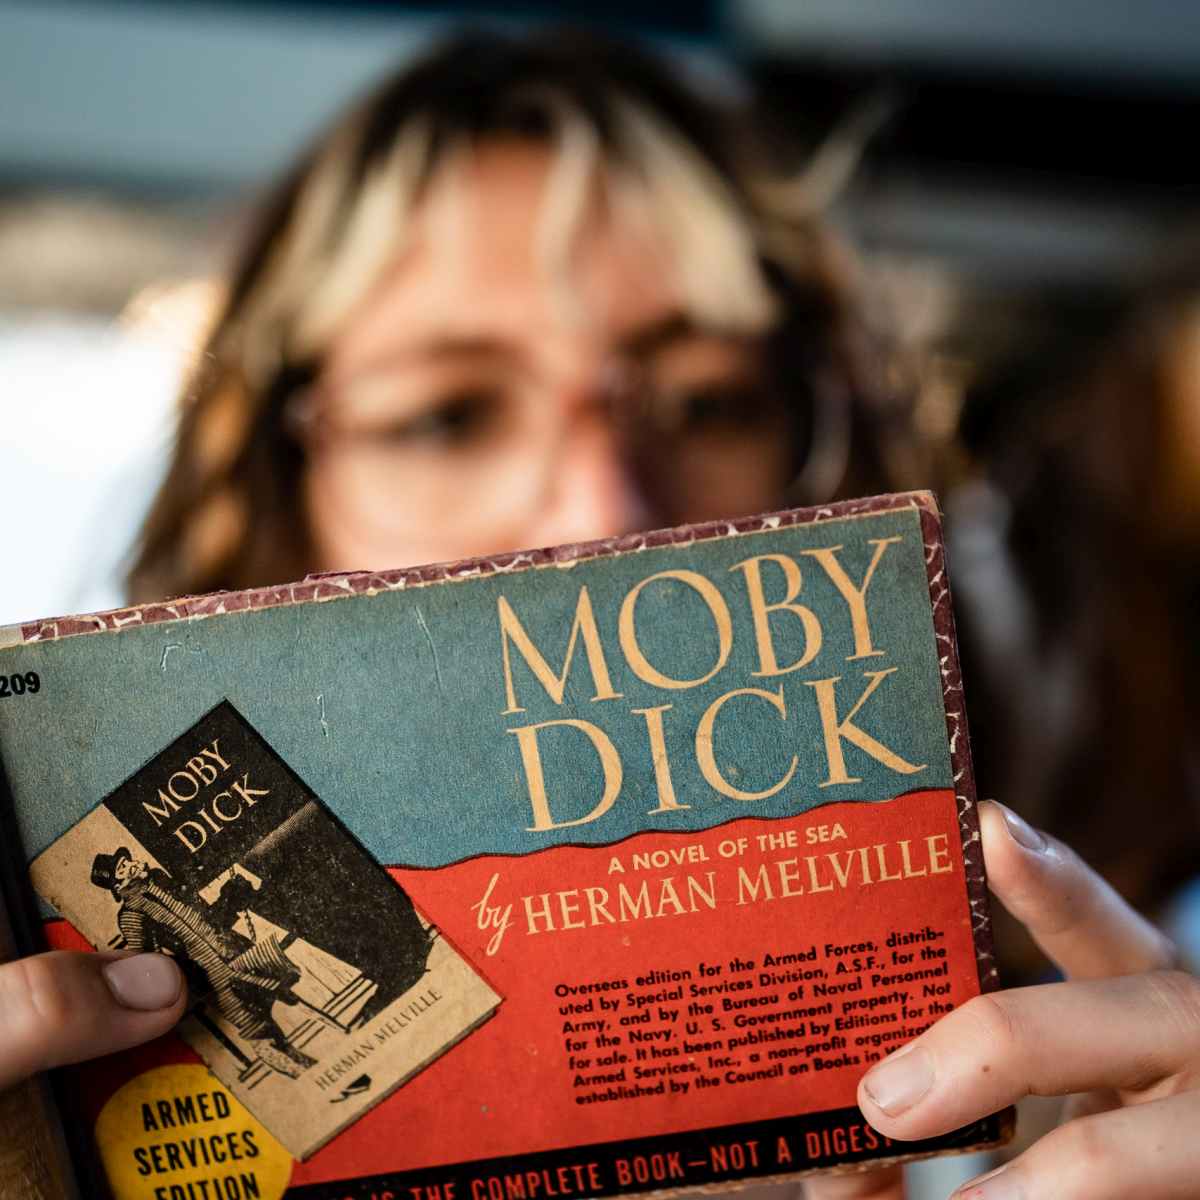 209
MOBY
DICK
A NOVEL OF THE SEA
by HERMAN MELVILLE
MOBY
DICK
HERMAN MELVILLE
Overseas edition for the Armed Forces, distrib-
uted by Special Services Division, A.S.F., for the
Army, and by the Bureau of Naval Personnel
for the Navy. U. S. Government property. Not
for sale. It has been published by Editions for the
Armed Services, Inc., a non-profit
established by the Council on Books in
ARMED
SERVICES
EDITION
IS THE COMPLETE BOOK—NOT A DIGEST